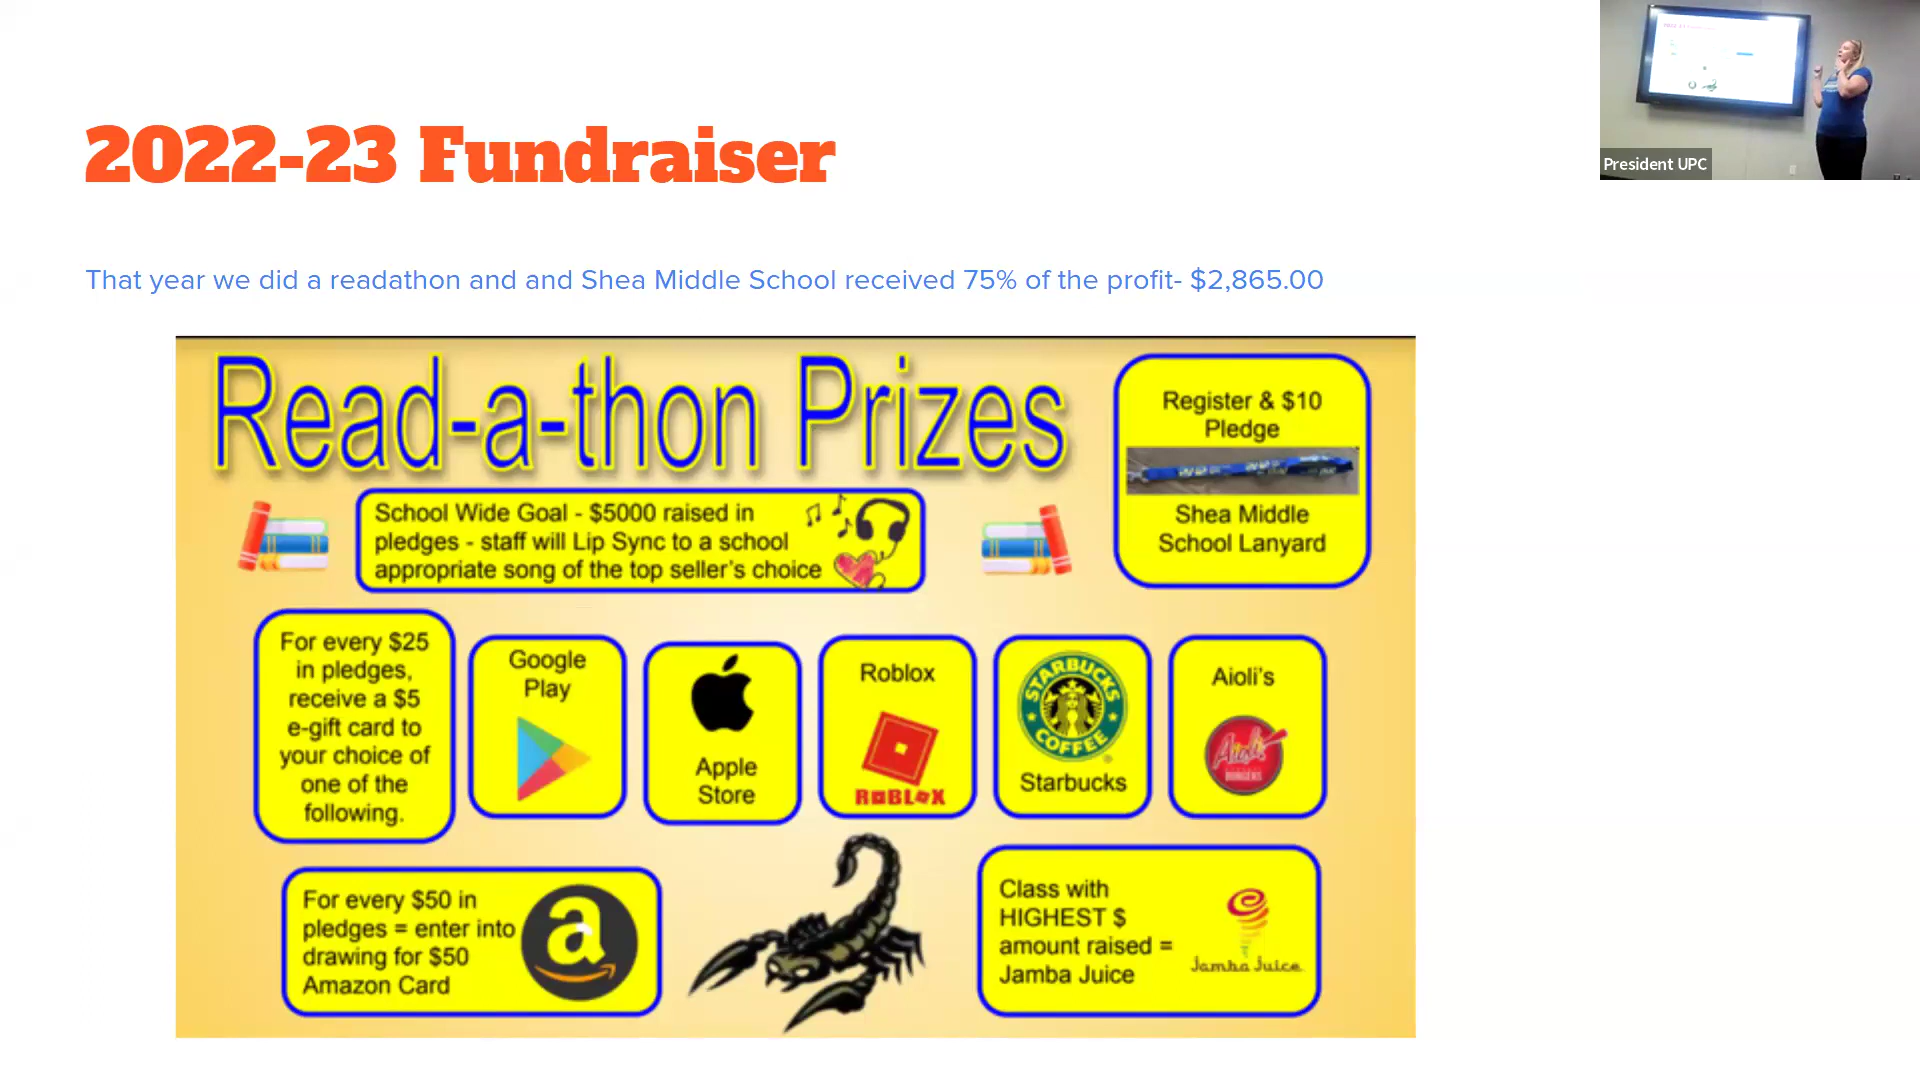 2022-23 Fundraiser
President UPC
That year we did a readathon and and Shea Middle School received 75% of the profit- $2,865.00
Read-a-thon Prizes
Register & $10
Pledge
Shea Middle
School Lanyard
School Wide Goal - $5000 raised in
pledges - staff will Lip Sync to a school
appropriate song of the top seller's choice
For every $25
in pledges,
receive a $5
e-gift card to
your choice of
one of the
following.
Google
Play
Apple
Store
Roblox
ROBLOX
STARBUCKS
COFFEE
Starbucks
Aioli's
Aioli
BURGERS
For every $50 in
pledges = enter into
drawing for $50
Amazon Card
a
Class with
HIGHEST $
amount raised =
Jamba Juice
Jamba Juice